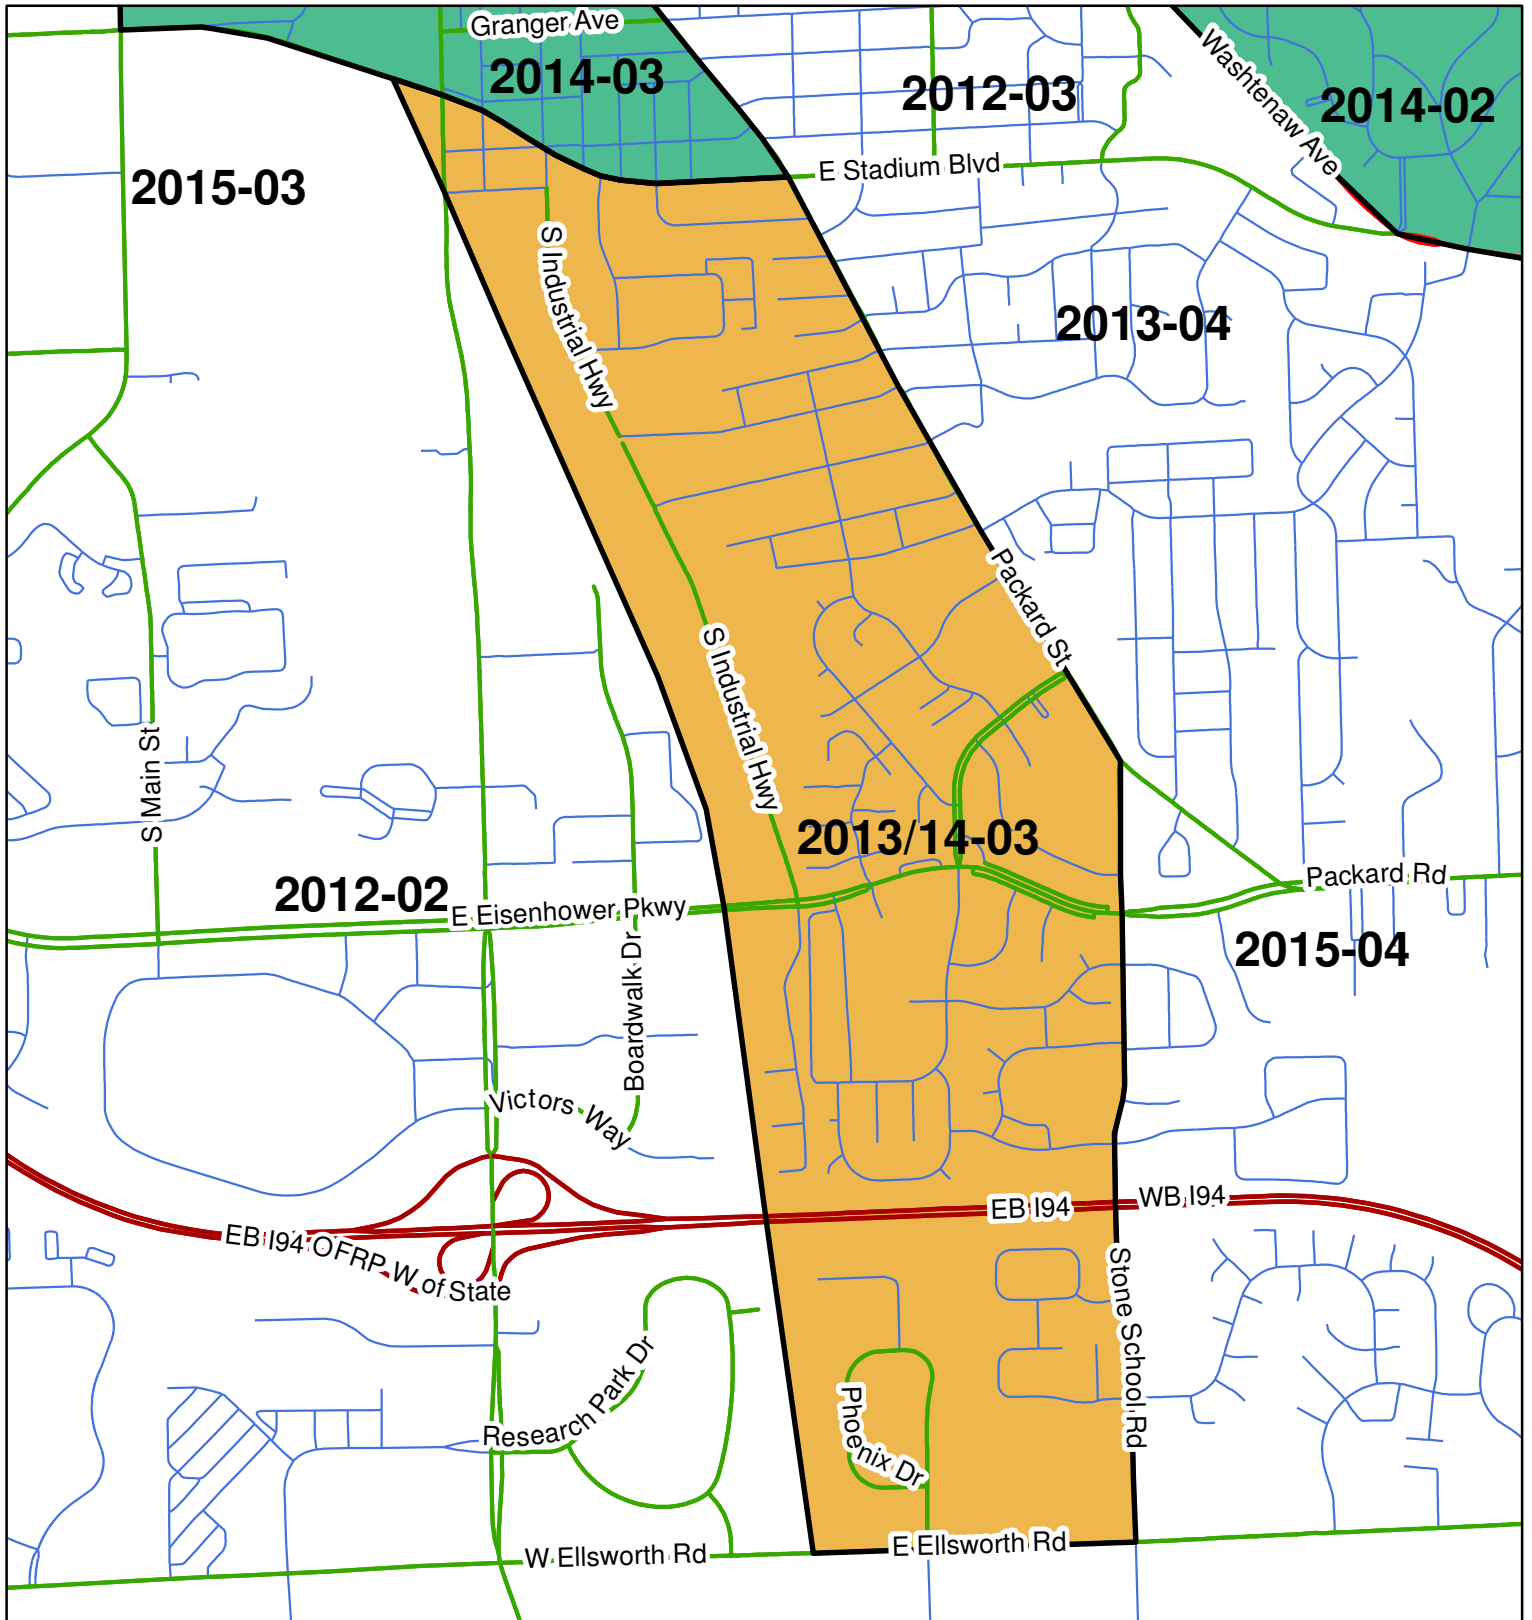 Granger Ave
2014-03
2012-03
Washtenaw Ave
2014-02
E Stadium Blvd
2015-03
S Industrial Hwy
2013-04
Packard St
S Industrial Hwy
S Main St
2013/14-03
2012-02
E Eisenhower Pkwy
Packard Rd
2015-04
Boardwalk Dr
Victors Way
EB I94
WB I94
EB I94 OFRP W of State
Stone School Rd
Research Park Dr
Phoenix Dr
W Ellsworth Rd
E Ellsworth Rd